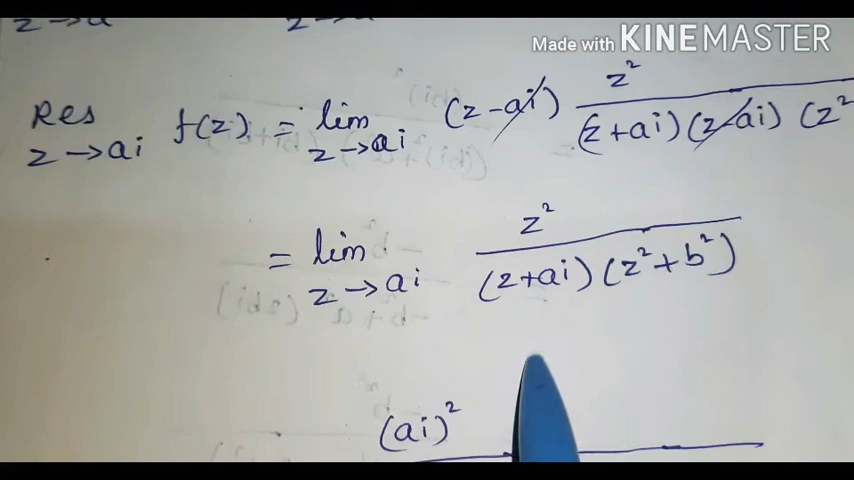 z→a z→
Made with KINEMASTER
Res z→ai f(z) = lim z→ai (z-ai) z² / (z+ai)(z-ai)(z²
= lim z→ai z² / (z+ai)(z²+b²)
(ai)²